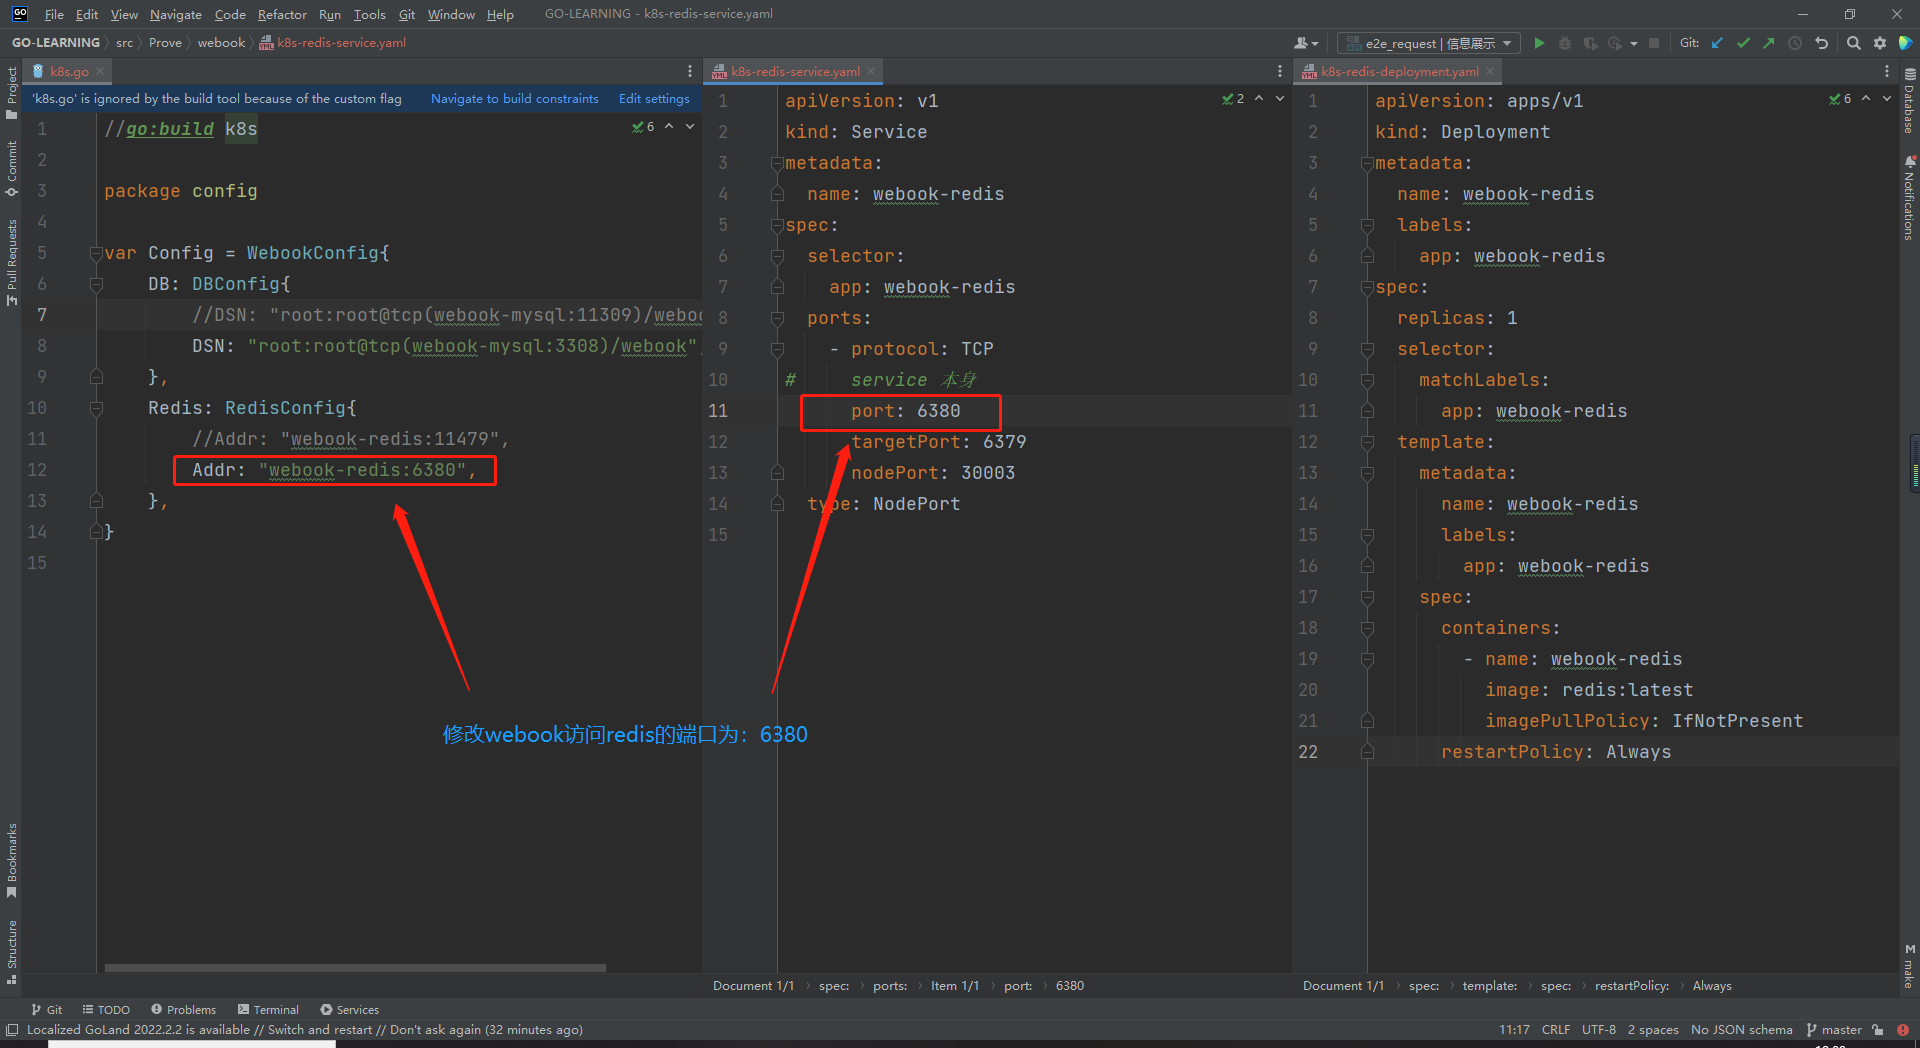 GO File Edit View Navigate Code Refactor Run Tools Git Window Help GO-LEARNING - k8s-redis-service.yaml
GO-LEARNING src Prove webook k8s-redis-service.yaml e2e_request | 信息展示 Git:
Project
Commit
Pull Requests
Bookmarks
Structure
k8s.go
'k8s.go' is ignored by the build tool because of the custom flag Navigate to build constraints Edit settings
6
1 //go:build k8s
2
3 package config
4
5 var Config = WebookConfig{
6 DB: DBConfig{
7 //DSN: "root:root@tcp(webook-mysql:11309)/weboo
8 DSN: "root:root@tcp(webook-mysql:3308)/webook",
9 },
10 Redis: RedisConfig{
11 //Addr: "webook-redis:11479",
12 Addr: "webook-redis:6380",
13 },
14 }
15
修改webook访问redis的端口为：6380
k8s-redis-service.yaml
2
1 apiVersion: v1
2 kind: Service
3 metadata:
4 name: webook-redis
5 spec:
6 selector:
7 app: webook-redis
8 ports:
9 - protocol: TCP
10 # service 本身
11 port: 6380
12 targetPort: 6379
13 nodePort: 30003
14 type: NodePort
15
Document 1/1 spec: ports: Item 1/1 port: 6380
k8s-redis-deployment.yaml
6
1 apiVersion: apps/v1
2 kind: Deployment
3 metadata:
4 name: webook-redis
5 labels:
6 app: webook-redis
7 spec:
8 replicas: 1
9 selector:
10 matchLabels:
11 app: webook-redis
12 template:
13 metadata:
14 name: webook-redis
15 labels:
16 app: webook-redis
17 spec:
18 containers:
19 - name: webook-redis
20 image: redis:latest
21 imagePullPolicy: IfNotPresent
22 restartPolicy: Always
Document 1/1 spec: template: spec: restartPolicy: Always
Database
Notifications
M make
Git TODO Problems Terminal Services
Localized GoLand 2022.2.2 is available // Switch and restart // Don't ask again (32 minutes ago) 11:17 CRLF UTF-8 2 spaces No JSON schema master